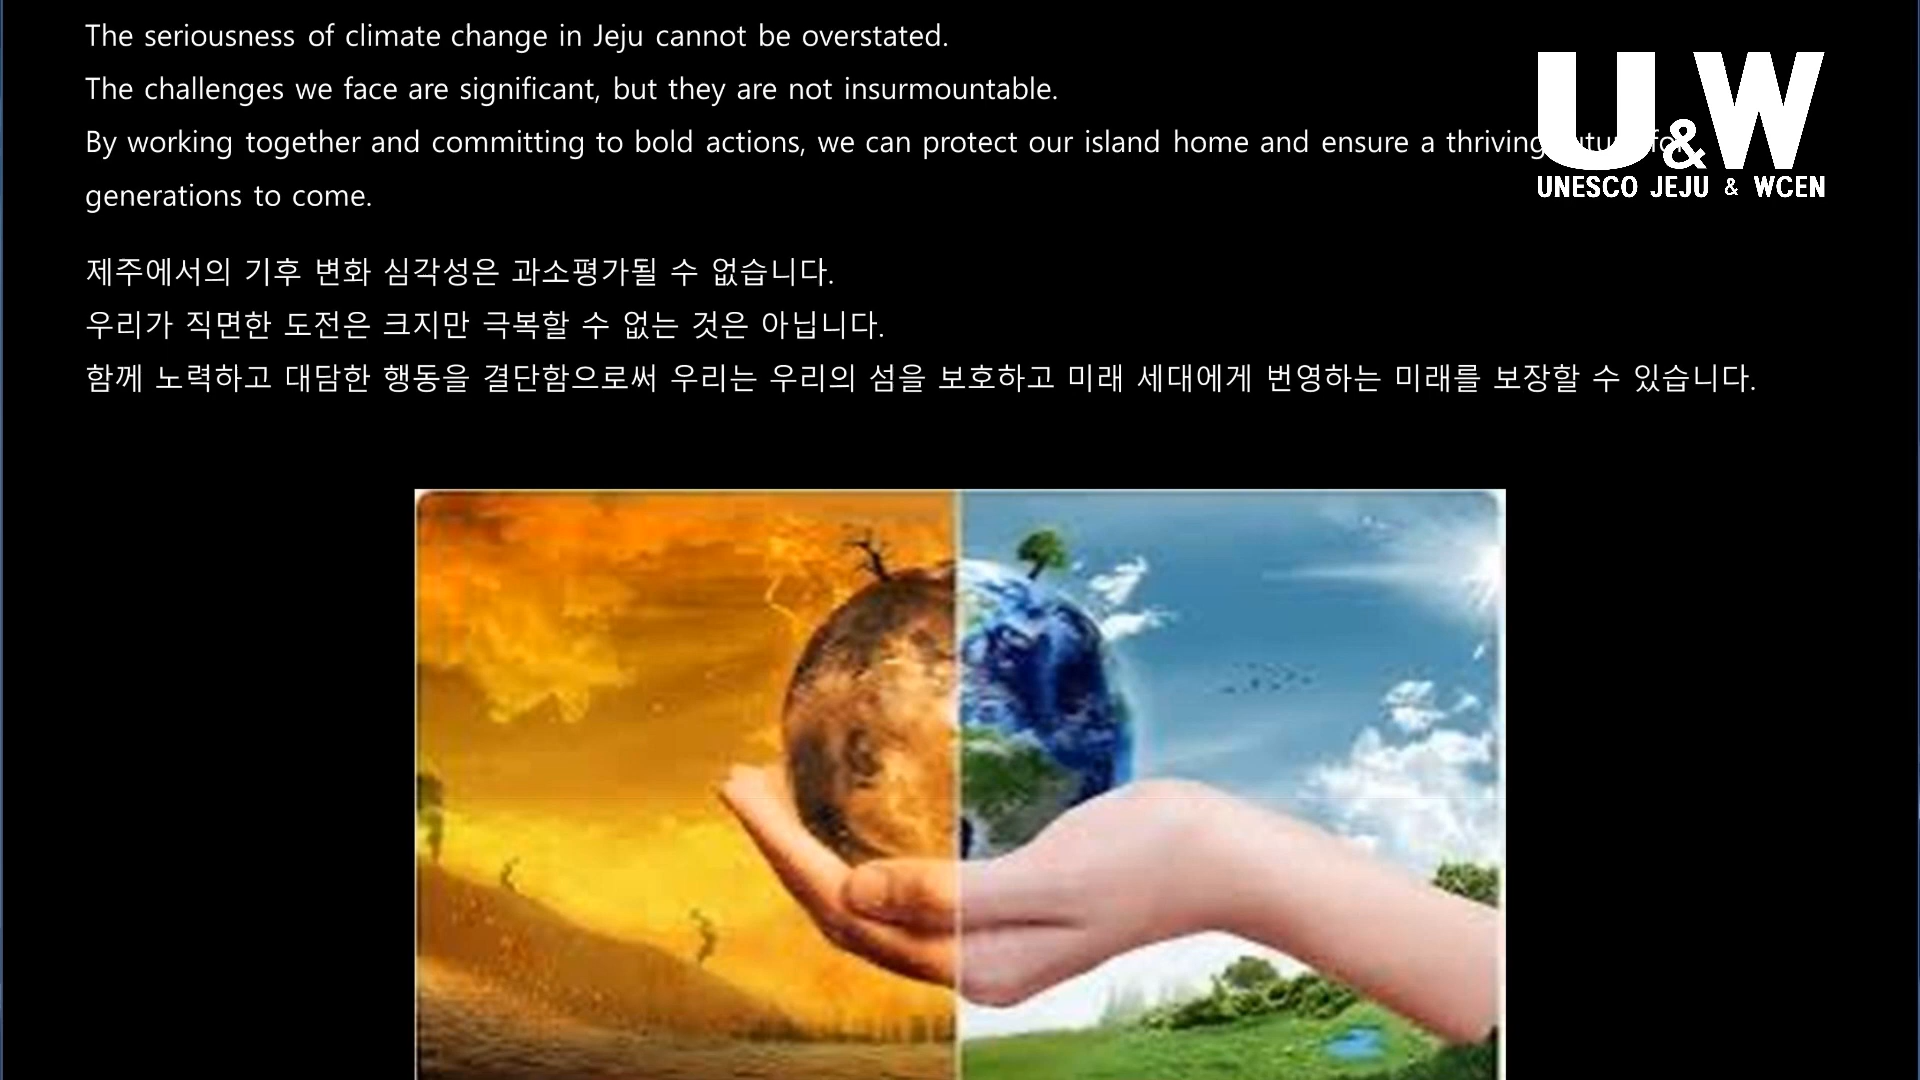 The seriousness of climate change in Jeju cannot be overstated.
The challenges we face are significant, but they are not insurmountable.
By working together and committing to bold actions, we can protect our island home and ensure a thriving
generations to come.
U&W
UNESCO JEJU & WCEN
제주에서의 기후 변화 심각성은 과소평가될 수 없습니다.
우리가 직면한 도전은 크지만 극복할 수 없는 것은 아닙니다.
함께 노력하고 대담한 행동을 결단함으로써 우리는 우리의 섬을 보호하고 미래 세대에게 번영하는 미래를 보장할 수 있습니다.